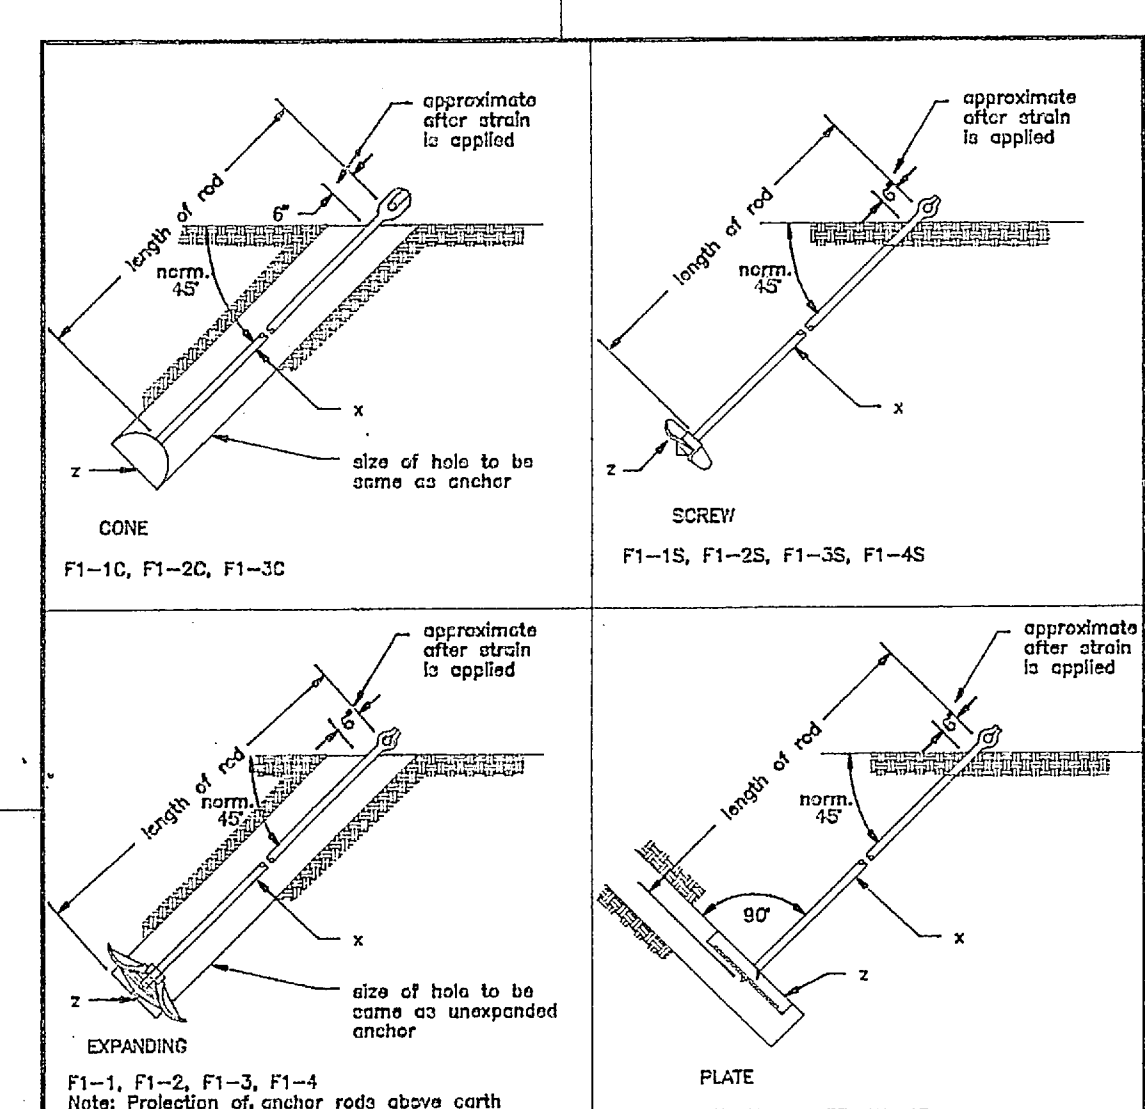 approximate
after strain
is applied
length of rod
6"
norm.
45°
x
z
size of hole to be
same as anchor
CONE
F1-1C, F1-2C, F1-3C
approximate
after strain
is applied
length of rod
6"
norm.
45°
x
z
SCREW
F1-1S, F1-2S, F1-3S, F1-4S
approximate
after strain
is applied
length of rod
6"
norm.
45°
x
z
size of hole to be
same as unexpanded
anchor
EXPANDING
F1-1, F1-2, F1-3, F1-4
Note: Projection of anchor rods above earth
approximate
after strain
is applied
length of rod
6"
norm.
45°
90°
x
z
PLATE